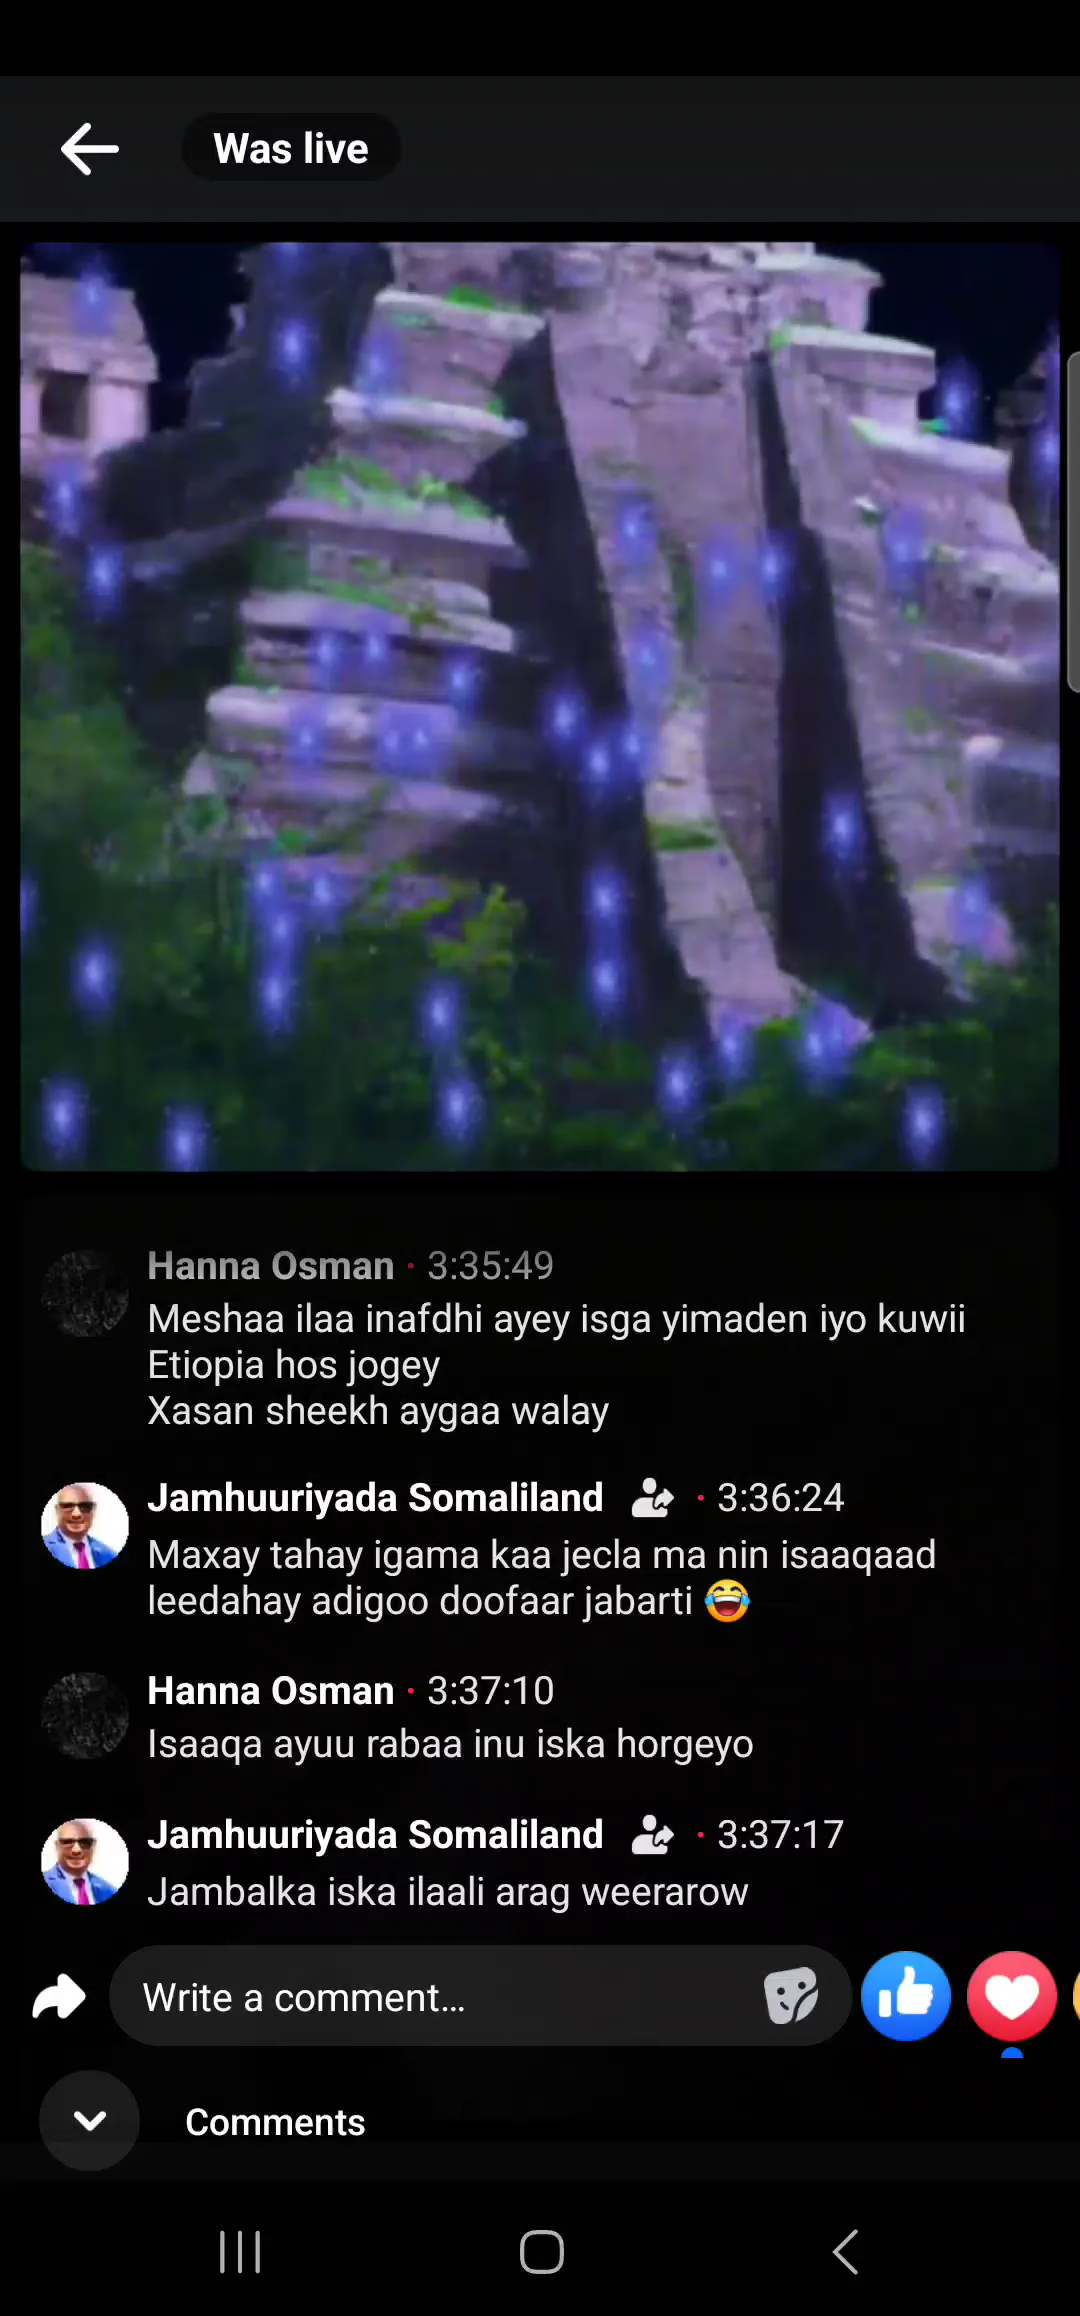 Was live
Hanna Osman · 3:35:49
Meshaa ilaa inafdhi ayey isga yimaden iyo kuwii
Etiopia hos jogey
Xasan sheekh aygaa walay
Jamhuuriyada Somaliland · 3:36:24
Maxay tahay igama kaa jecla ma nin isaaqaad
leedahay adigoo doofaar jabarti 😂
Hanna Osman · 3:37:10
Isaaqa ayuu rabaa inu iska horgeyo
Jamhuuriyada Somaliland · 3:37:17
Jambalka iska ilaali arag weerarow
Write a comment...
Comments